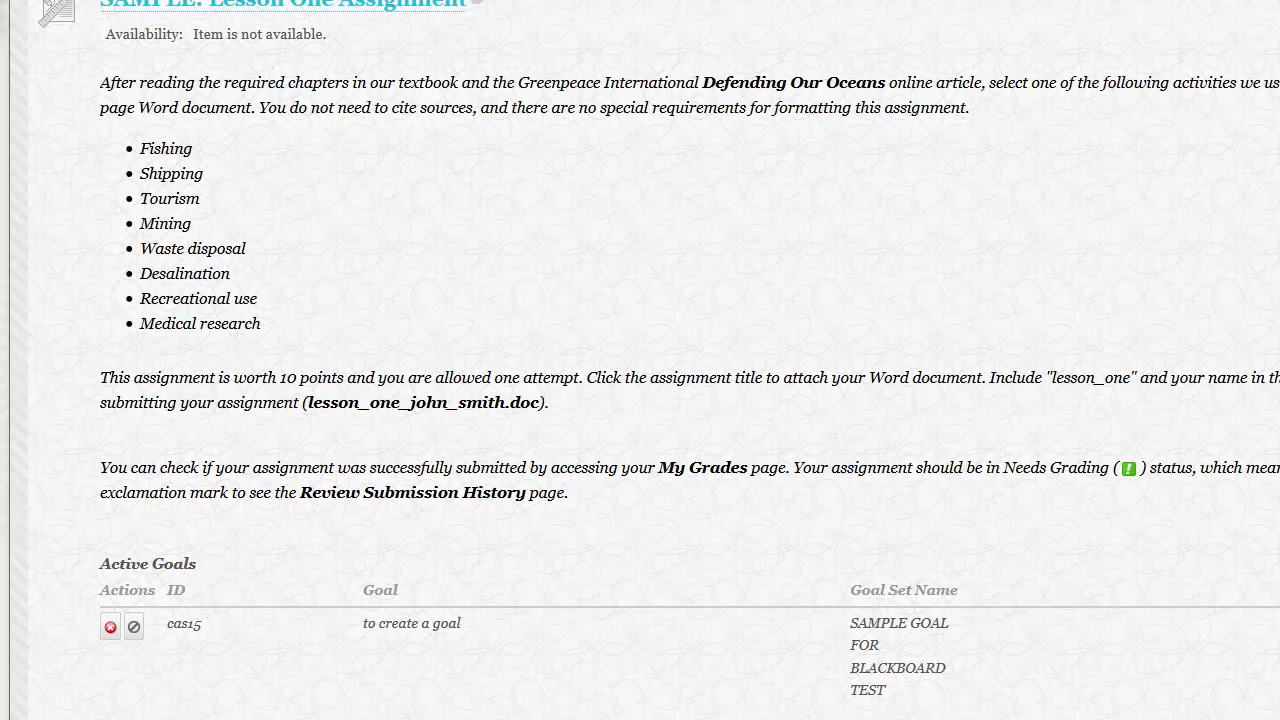 SAMPLE: Lesson One Assignment
Availability: Item is not available.
After reading the required chapters in our textbook and the Greenpeace International Defending Our Oceans online article, select one of the following activities we us
page Word document. You do not need to cite sources, and there are no special requirements for formatting this assignment.
• Fishing
• Shipping
• Tourism
• Mining
• Waste disposal
• Desalination
• Recreational use
• Medical research
This assignment is worth 10 points and you are allowed one attempt. Click the assignment title to attach your Word document. Include "lesson_one" and your name in th
submitting your assignment (lesson_one_john_smith.doc).
You can check if your assignment was successfully submitted by accessing your My Grades page. Your assignment should be in Needs Grading ( ! ) status, which mean
exclamation mark to see the Review Submission History page.
Active Goals
Actions ID Goal Goal Set Name
cas15 to create a goal SAMPLE GOAL
FOR
BLACKBOARD
TEST